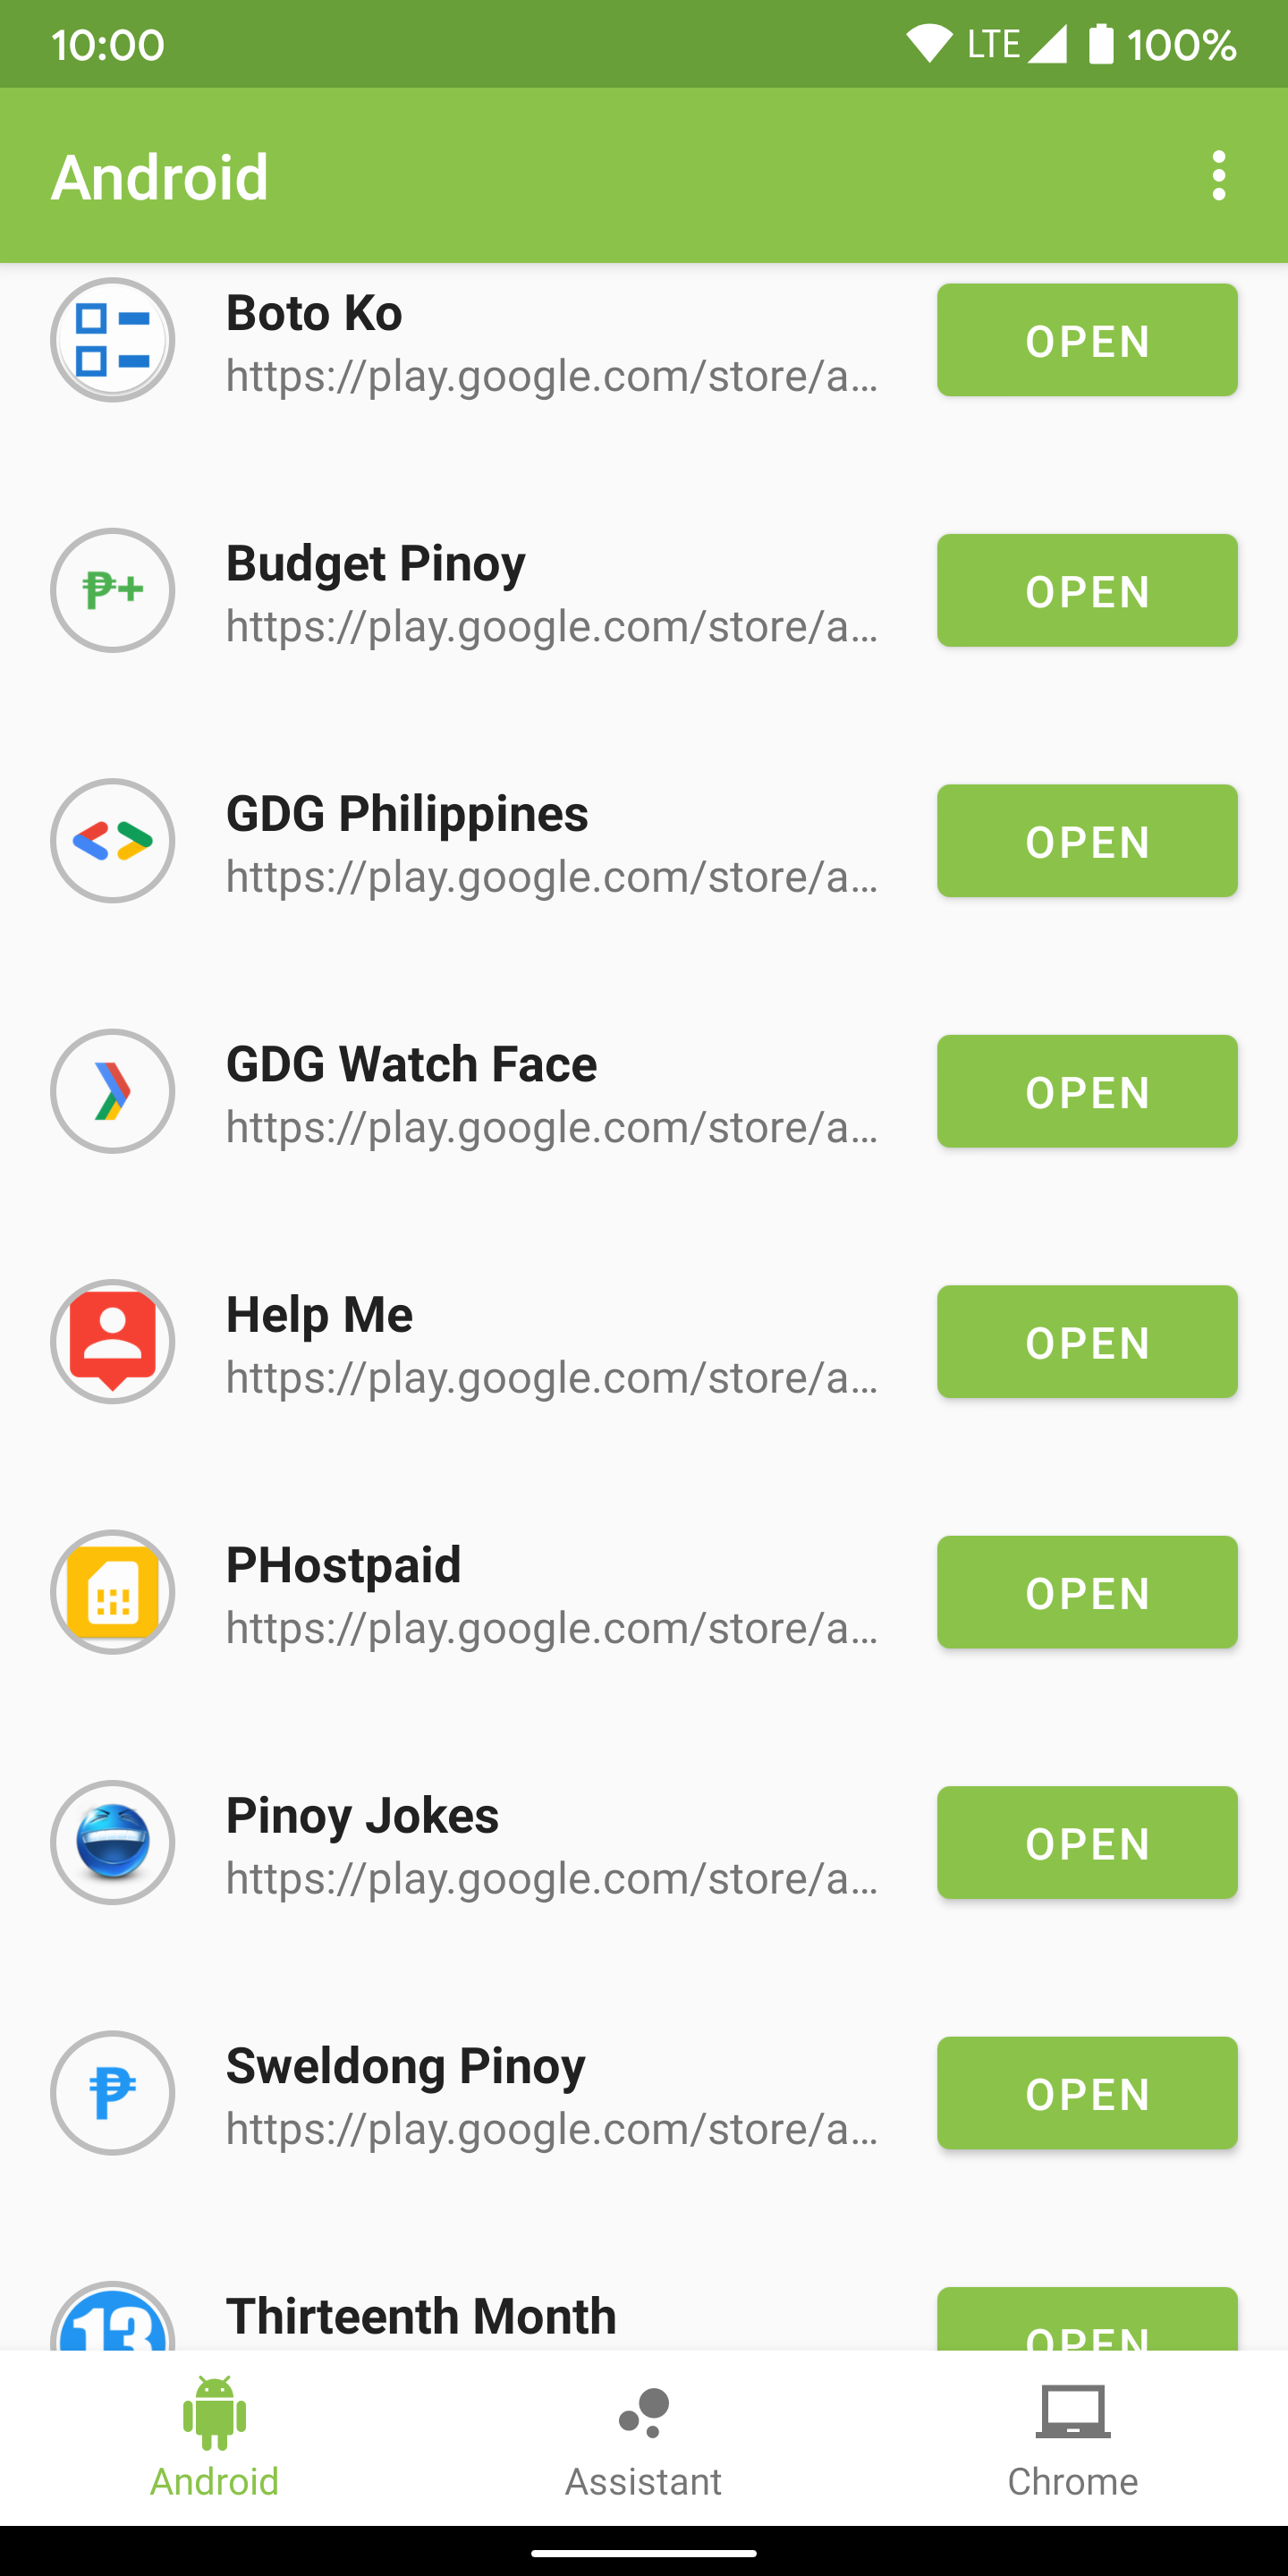 10:00 LTE 100%
Android
Boto Ko
https://play.google.com/store/a...
OPEN
₱+
Budget Pinoy
https://play.google.com/store/a...
OPEN
GDG Philippines
https://play.google.com/store/a...
OPEN
GDG Watch Face
https://play.google.com/store/a...
OPEN
Help Me
https://play.google.com/store/a...
OPEN
PHostpaid
https://play.google.com/store/a...
OPEN
Pinoy Jokes
https://play.google.com/store/a...
OPEN
₱
Sweldong Pinoy
https://play.google.com/store/a...
OPEN
13
Thirteenth Month
OPEN
Android
Assistant
Chrome